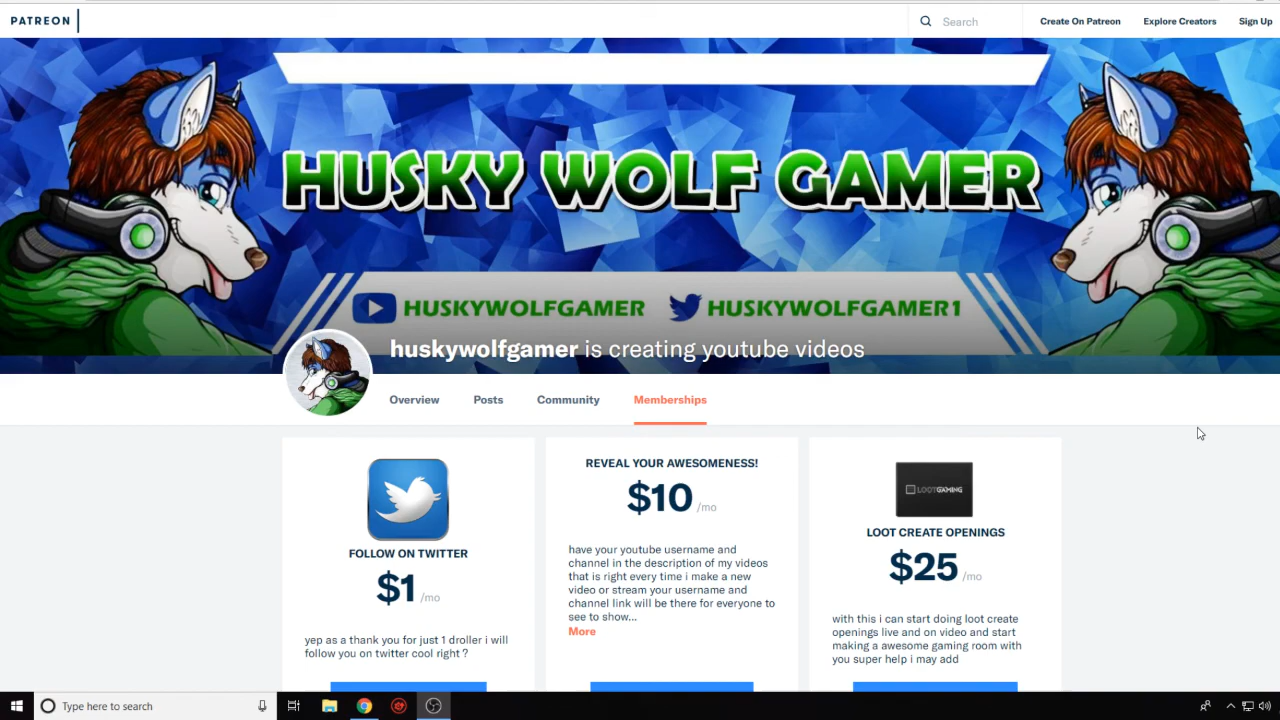 PATREON
Search
Create On Patreon
Explore Creators
Sign Up
HUSKY WOLF GAMER
HUSKYWOLFGAMER
HUSKYWOLFGAMER1
huskywolfgamer is creating youtube videos
Overview
Posts
Community
Memberships
FOLLOW ON TWITTER
$1 /mo
yep as a thank you for just 1 droller i will
follow you on twitter cool right ?
REVEAL YOUR AWESOMENESS!
$10 /mo
have your youtube username and
channel in the description of my videos
that is right every time i make a new
video or stream your username and
channel link will be there for everyone to
see to show...
More
LOOTGAMING
LOOT CREATE OPENINGS
$25 /mo
with this i can start doing loot create
openings live and on video and start
making a awesome gaming room with
you super help i may add
Type here to search